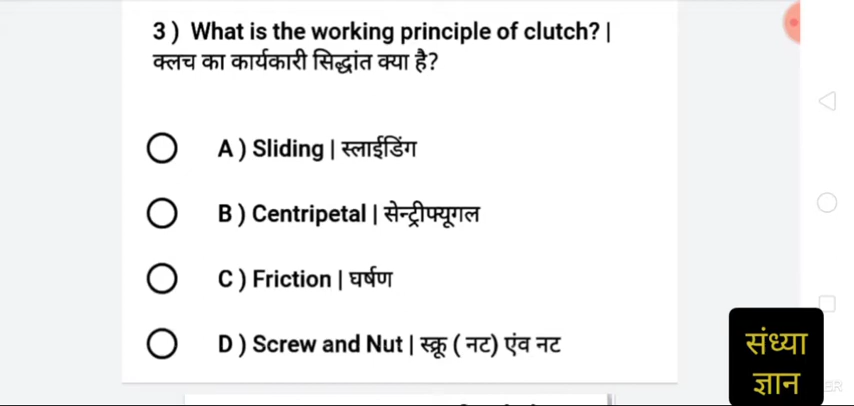 3 ) What is the working principle of clutch? |
क्लच का कार्यकारी सिद्धांत क्या है?
A ) Sliding | स्लाईडिंग
B ) Centripetal | सेन्ट्रीफ्यूगल
C ) Friction | घर्षण
D ) Screw and Nut | स्क्रू ( नट) एंव नट
संध्या
ज्ञान
ER